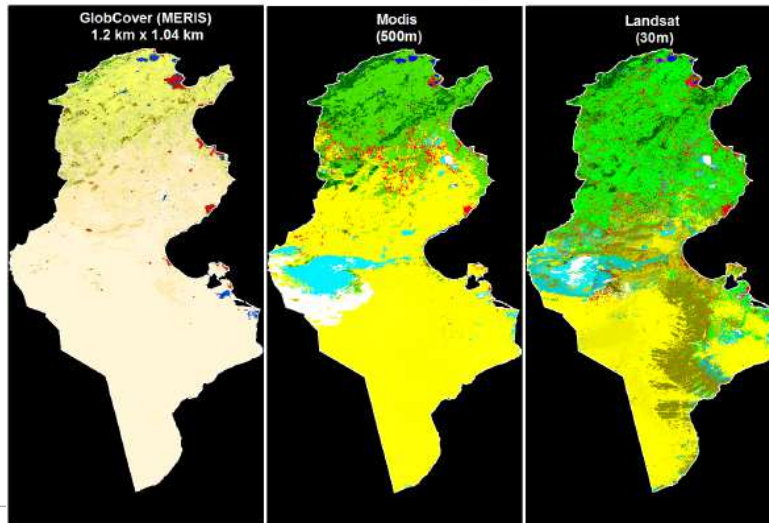 GlobCover (MERIS)
1.2 km x 1.04 km
Modis
(500m)
Landsat
(30m)